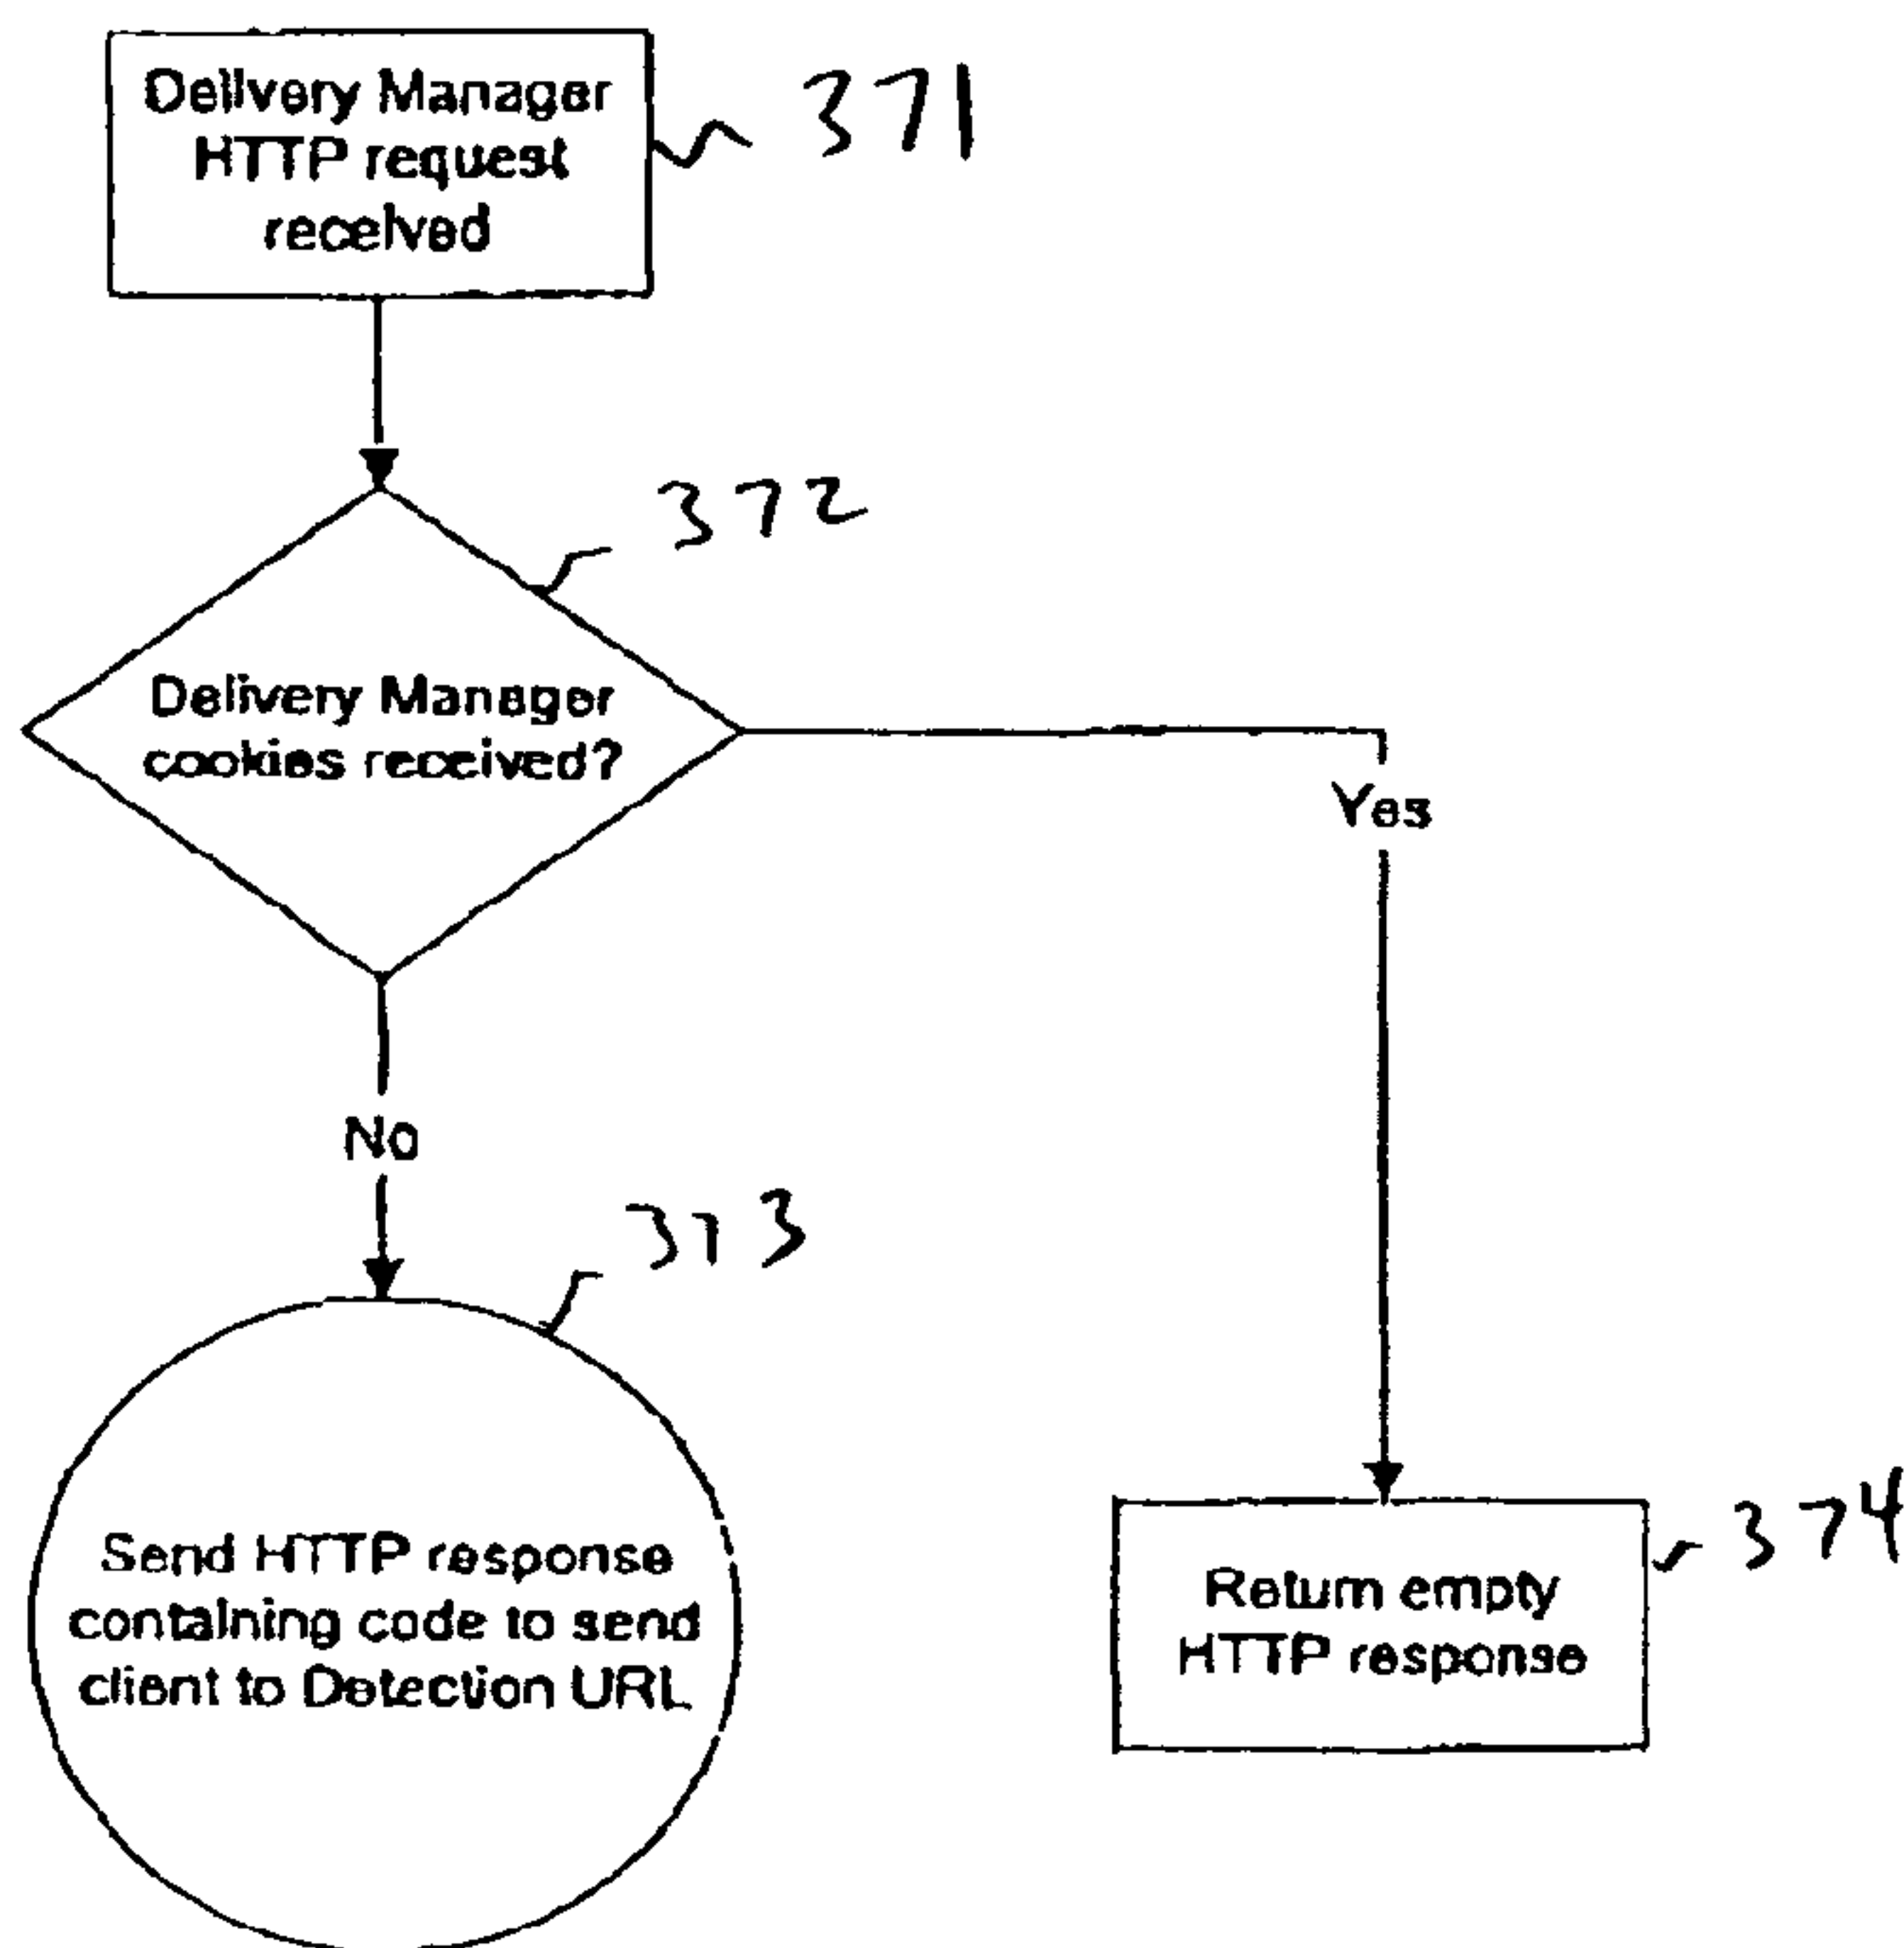 Delivery Manager
HTTP request
received
371
372
Delivery Manager
cookies received?
Yes
No
373
Send HTTP response
containing code to send
client to Detection URL
374
Return empty
HTTP response